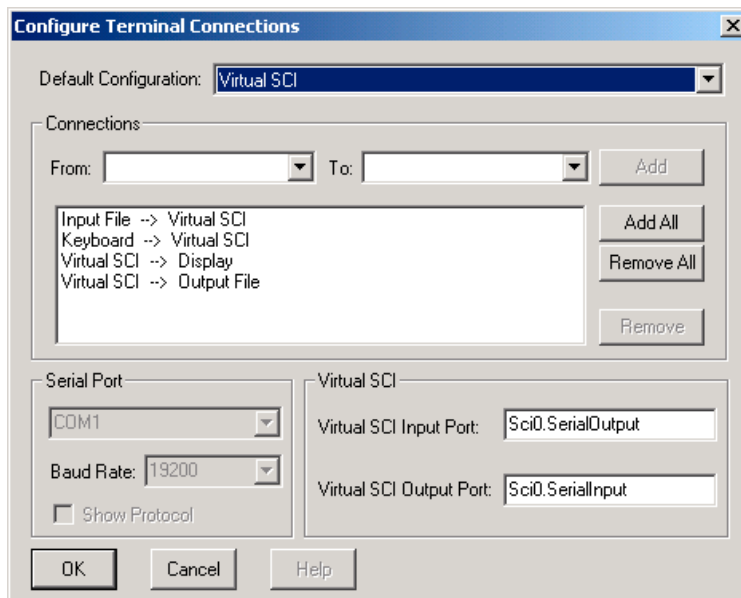 Configure Terminal Connections
Default Configuration: Virtual SCI
Connections
From: To: Add
Input File --> Virtual SCI
Keyboard --> Virtual SCI
Virtual SCI --> Display
Virtual SCI --> Output File
Add All
Remove All
Remove
Serial Port
COM1
Baud Rate: 19200
Show Protocol
Virtual SCI
Virtual SCI Input Port: Sci0.SerialOutput
Virtual SCI Output Port: Sci0.SerialInput
OK Cancel Help